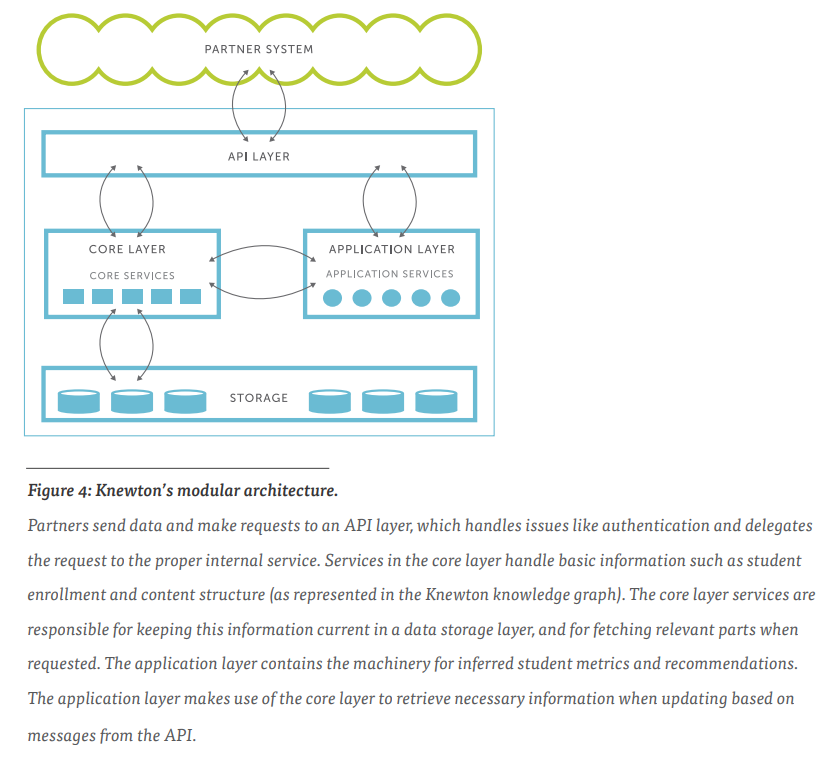 PARTNER SYSTEM
API LAYER
CORE LAYER
CORE SERVICES
APPLICATION LAYER
APPLICATION SERVICES
STORAGE
Figure 4: Knewton’s modular architecture.
Partners send data and make requests to an API layer, which handles issues like authentication and delegates
the request to the proper internal service. Services in the core layer handle basic information such as student
enrollment and content structure (as represented in the Knewton knowledge graph). The core layer services are
responsible for keeping this information current in a data storage layer, and for fetching relevant parts when
requested. The application layer contains the machinery for inferred student metrics and recommendations.
The application layer makes use of the core layer to retrieve necessary information when updating based on
messages from the API.